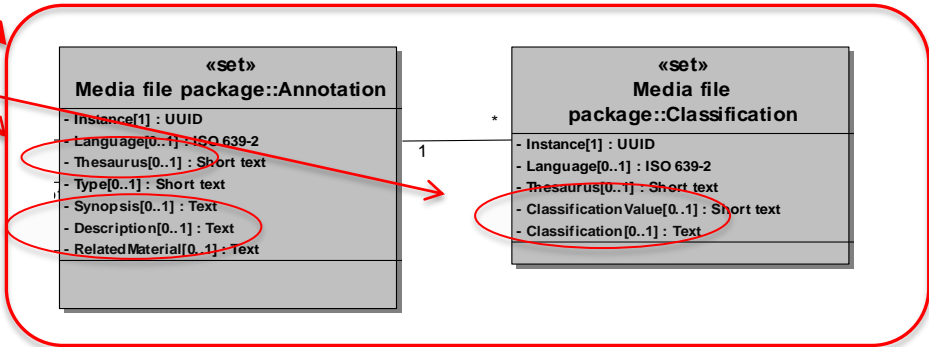 «set»
Media file package::Annotation
- Instance[1] : UUID
- Language[0..1] : ISO 639-2
- Thesaurus[0..1] : Short text
- Type[0..1] : Short text
- Synopsis[0..1] : Text
- Description[0..1] : Text
- RelatedMaterial[0..1] : Text
1
*
«set»
Media file
package::Classification
- Instance[1] : UUID
- Language[0..1] : ISO 639-2
- Thesaurus[0..1] : Short text
- ClassificationValue[0..1] : Short text
- Classification[0..1] : Text